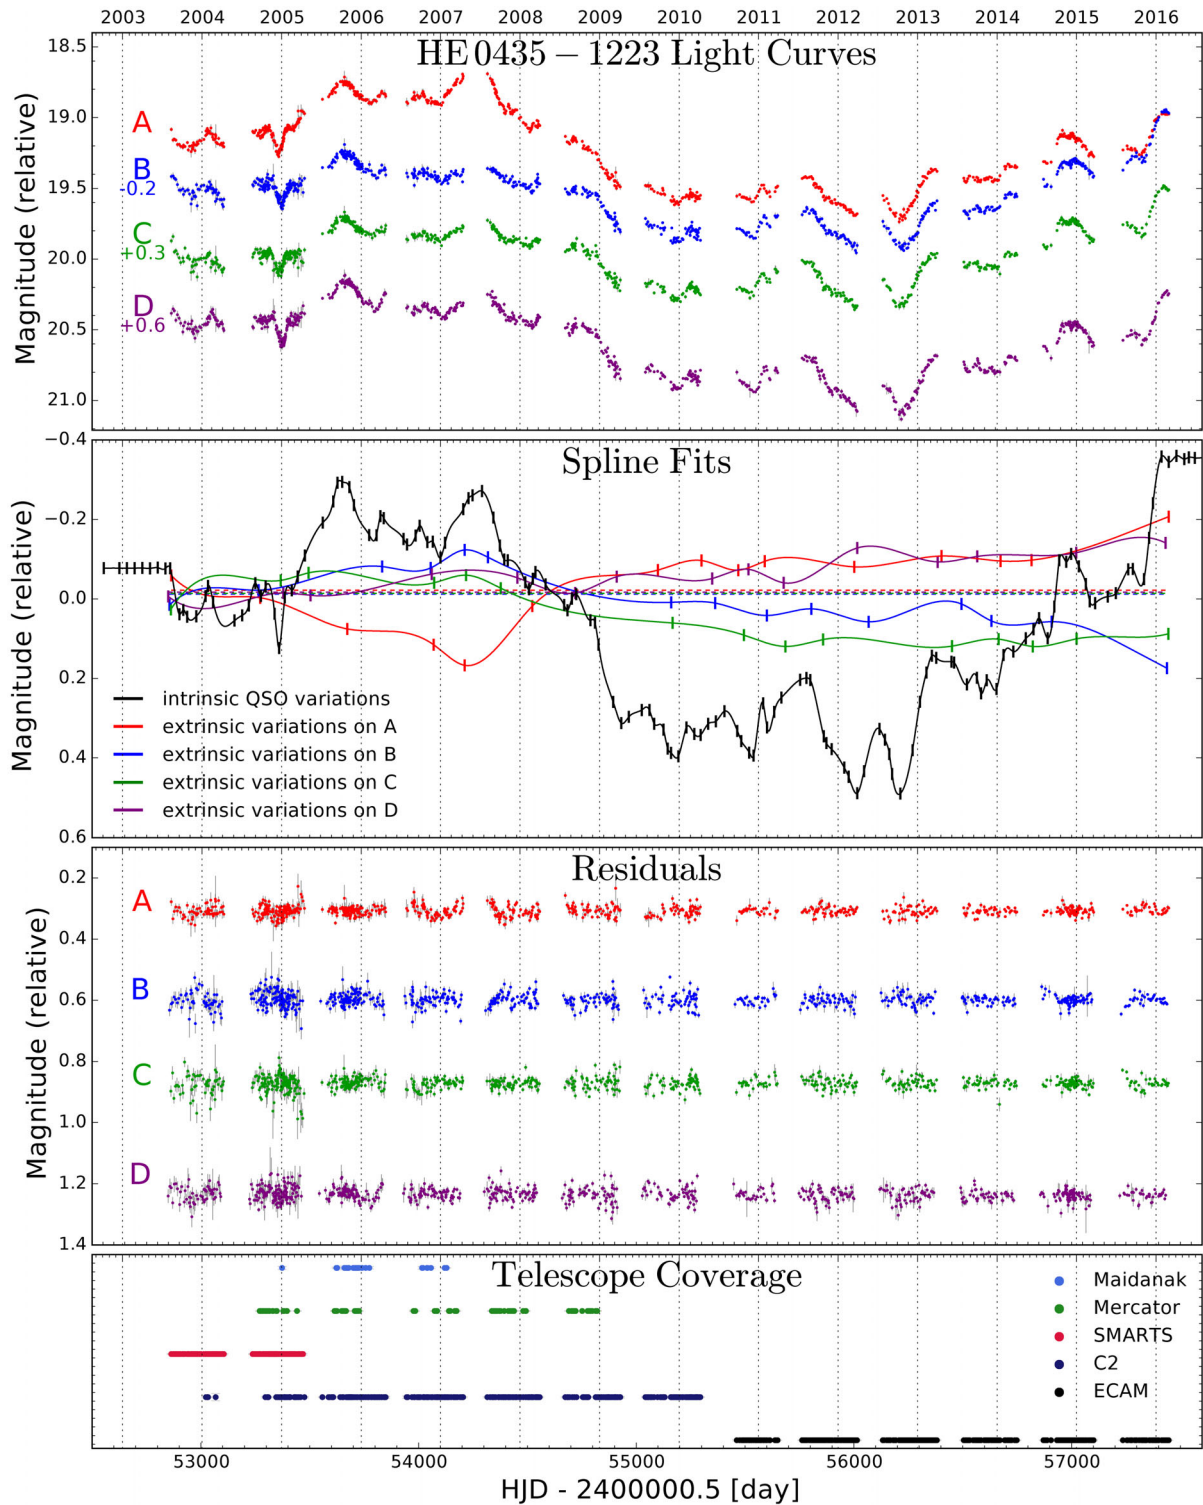 2003 2004 2005 2006 2007 2008 2009 2010 2011 2012 2013 2014 2015 2016
HE 0435 − 1223 Light Curves
Magnitude (relative)
18.5
19.0
19.5
20.0
20.5
21.0
A
B
-0.2
C
+0.3
D
+0.6
Spline Fits
Magnitude (relative)
−0.4
−0.2
0.0
0.2
0.4
0.6
intrinsic QSO variations
extrinsic variations on A
extrinsic variations on B
extrinsic variations on C
extrinsic variations on D
Residuals
Magnitude (relative)
0.2
0.4
0.6
0.8
1.0
1.2
1.4
A
B
C
D
Telescope Coverage
Maidanak
Mercator
SMARTS
C2
ECAM
53000 54000 55000 56000 57000
HJD - 2400000.5 [day]